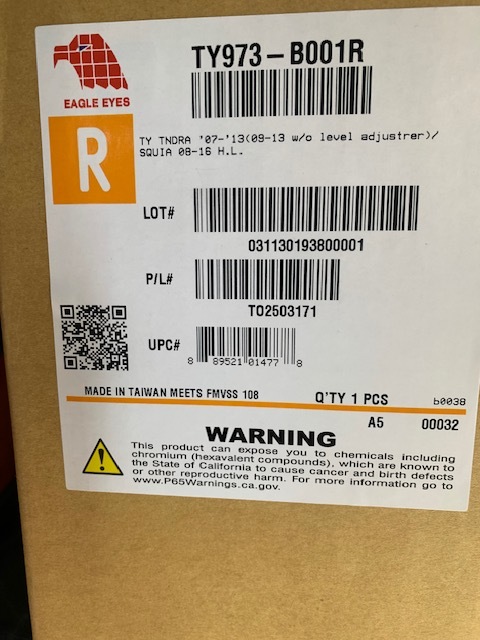 EAGLE EYES
TY973-B001R
R
TY TNDRA '07-'13(09-13 w/o level adjustrer)/
SQUIA 08-16 H.L.
LOT#
031130193800001
P/L#
TO2503171
UPC#
8 89521 01477 8
MADE IN TAIWAN MEETS FMVSS 108
Q'TY 1 PCS
b0038
A5 00032
WARNING
This product can expose you to chemicals including
chromium (hexavalent compounds), which are known to
the State of California to cause cancer and birth defects
or other reproductive harm. For more information go to
www.P65Warnings.ca.gov.